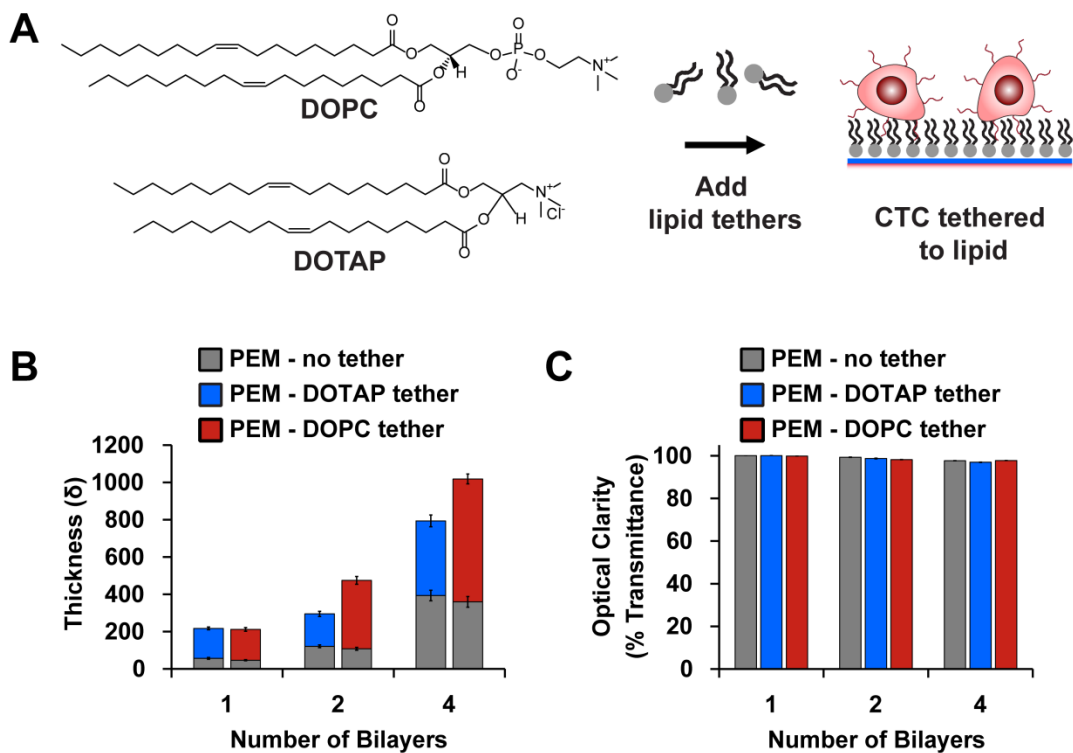 A
O
O
O
O
O
P
O
O⁻
N⁺
H
O
DOPC
O
O
N⁺
Cl⁻
O
H
O
DOTAP
Add
lipid tethers
CTC tethered
to lipid
B
PEM - no tether
PEM - DOTAP tether
PEM - DOPC tether
Thickness (δ)
1200
1000
800
600
400
200
0
1
2
4
Number of Bilayers
C
PEM - no tether
PEM - DOTAP tether
PEM - DOPC tether
Optical Clarity
(% Transmittance)
100
80
60
40
20
0
1
2
4
Number of Bilayers